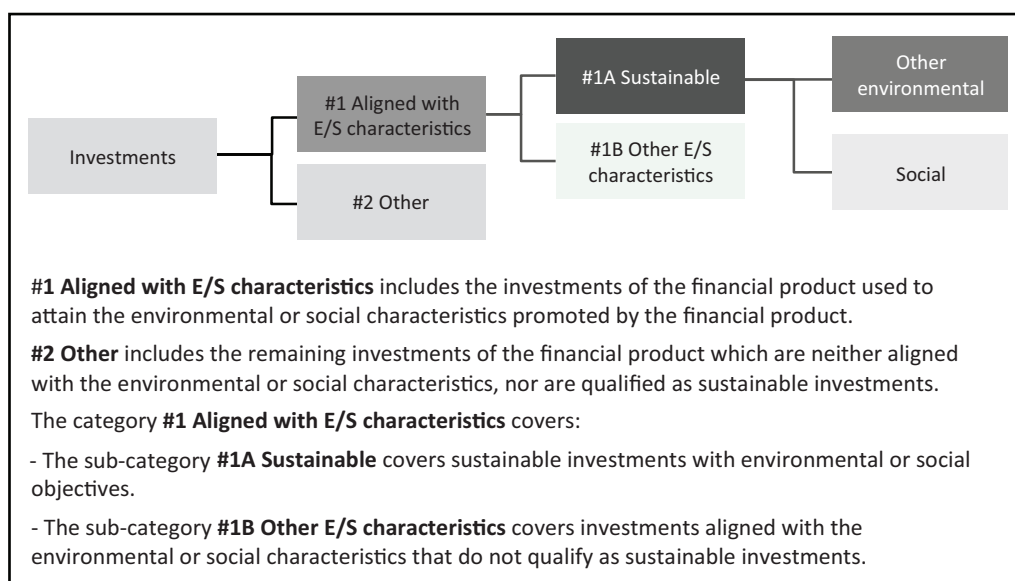 Investments
#1 Aligned with
E/S characteristics
#2 Other
#1A Sustainable
#1B Other E/S
characteristics
Other
environmental
Social
#1 Aligned with E/S characteristics includes the investments of the financial product used to
attain the environmental or social characteristics promoted by the financial product.
#2 Other includes the remaining investments of the financial product which are neither aligned
with the environmental or social characteristics, nor are qualified as sustainable investments.
The category #1 Aligned with E/S characteristics covers:
- The sub-category #1A Sustainable covers sustainable investments with environmental or social
objectives.
- The sub-category #1B Other E/S characteristics covers investments aligned with the
environmental or social characteristics that do not qualify as sustainable investments.